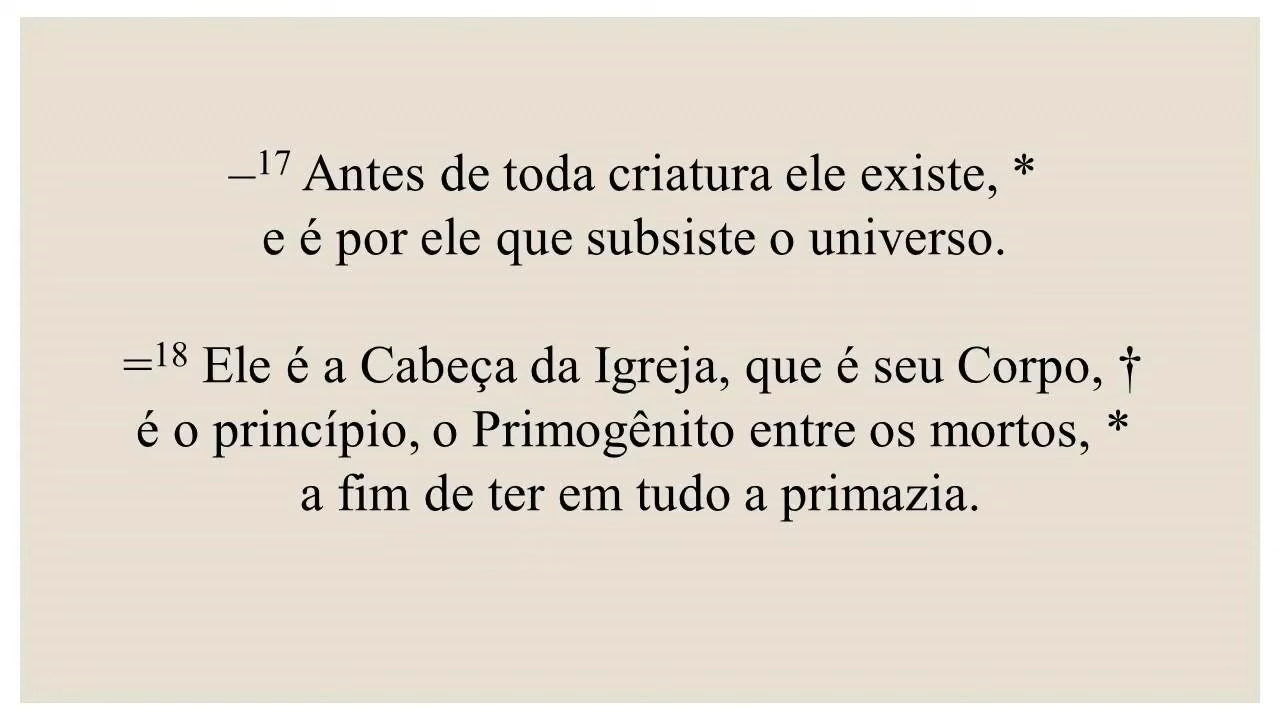 –¹⁷ Antes de toda criatura ele existe, *
e é por ele que subsiste o universo.
=¹⁸ Ele é a Cabeça da Igreja, que é seu Corpo, †
é o princípio, o Primogênito entre os mortos, *
a fim de ter em tudo a primazia.